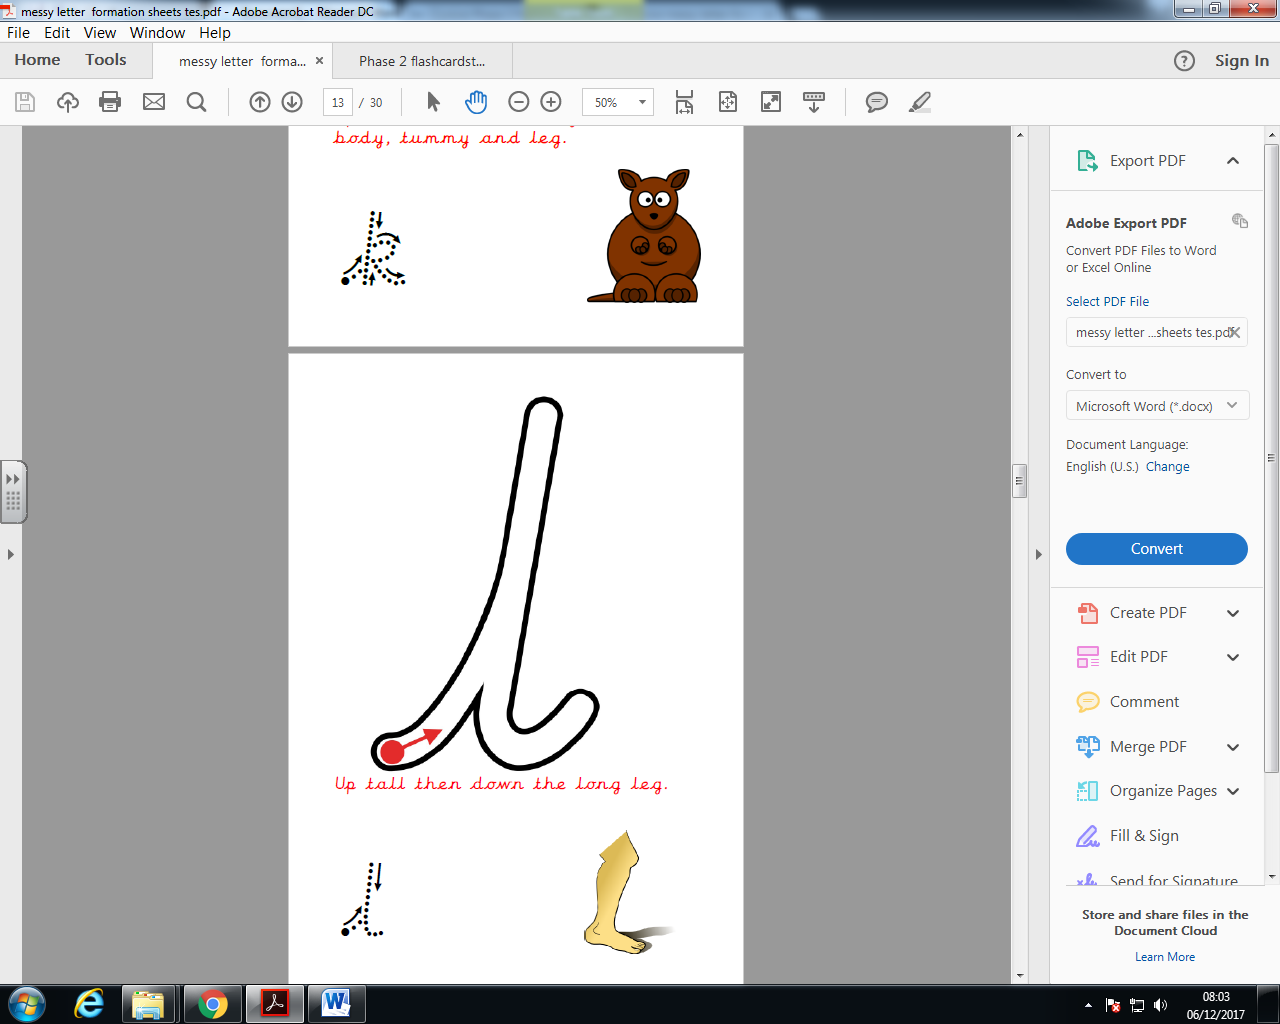 messy letter  formation sheets tes.pdf - Adobe Acrobat Reader DC
File Edit View Window Help
Home Tools messy letter  forma... × Phase 2 flashcardst... ? Sign In
13 / 30 50%
body, tummy and leg.
k
l
Up tall then down the long leg.
l
Export PDF
Adobe Export PDF
Convert PDF Files to Word
or Excel Online
Select PDF File
messy letter ...sheets tes.pdf
Convert to
Microsoft Word (*.docx)
Document Language:
English (U.S.) Change
Convert
Create PDF
Edit PDF
Comment
Merge PDF
Organize Pages
Fill & Sign
Send for Signature
Store and share files in the
Document Cloud
Learn More
08:03
06/12/2017